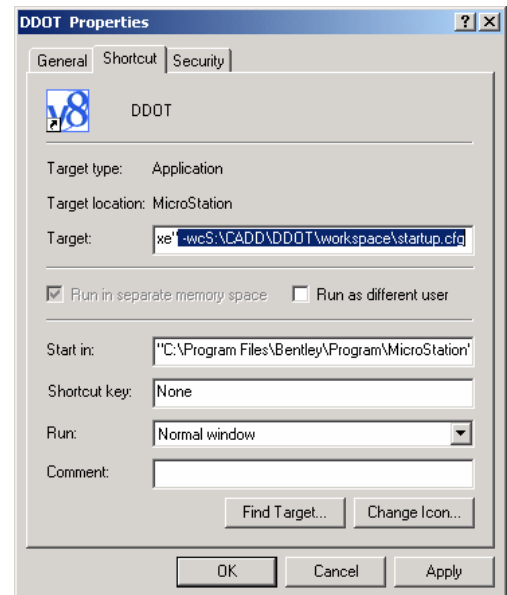 DDOT Properties
General Shortcut Security
v8 DDOT
Target type: Application
Target location: MicroStation
Target: xe" -wcS:\CADD\DDOT\workspace\startup.cfg
Run in separate memory space Run as different user
Start in: "C:\Program Files\Bentley\Program\MicroStation"
Shortcut key: None
Run: Normal window
Comment:
Find Target... Change Icon...
OK Cancel Apply